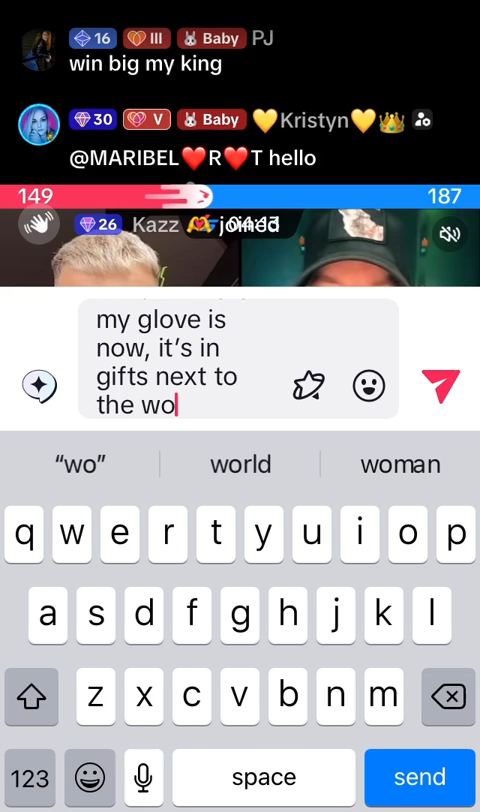 16 III Baby PJ
win big my king
30 V Baby 💛Kristyn💛👑
@MARIBEL❤️R❤️T hello
149 187
26 Kazz joined
my glove is
now, it’s in
gifts next to
the wo
“wo” world woman
q w e r t y u i o p
a s d f g h j k l
z x c v b n m
123 space send